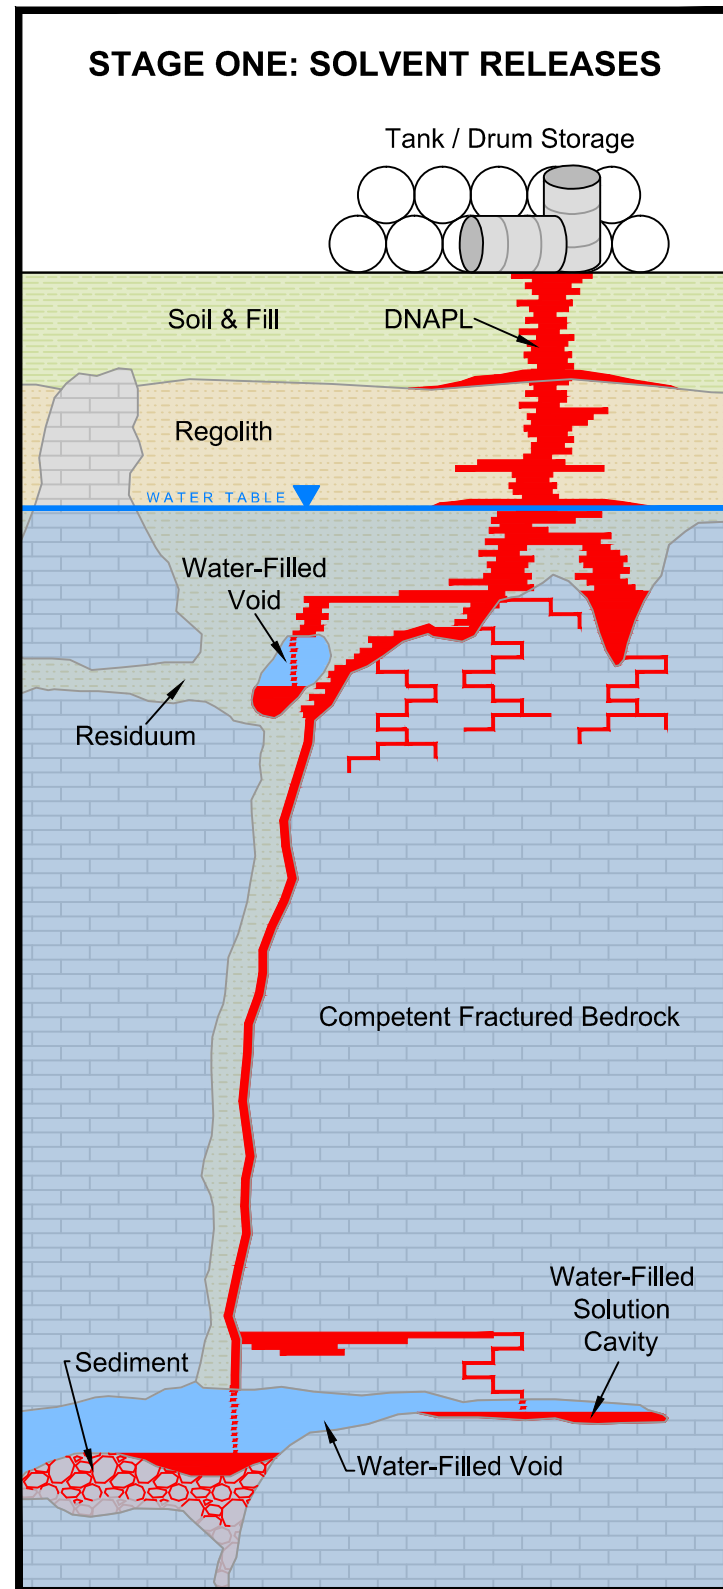 STAGE ONE: SOLVENT RELEASES
Tank / Drum Storage
Soil & Fill
DNAPL
Regolith
WATER TABLE
Water-Filled
Void
Residuum
Competent Fractured Bedrock
Water-Filled
Solution
Cavity
Sediment
Water-Filled Void